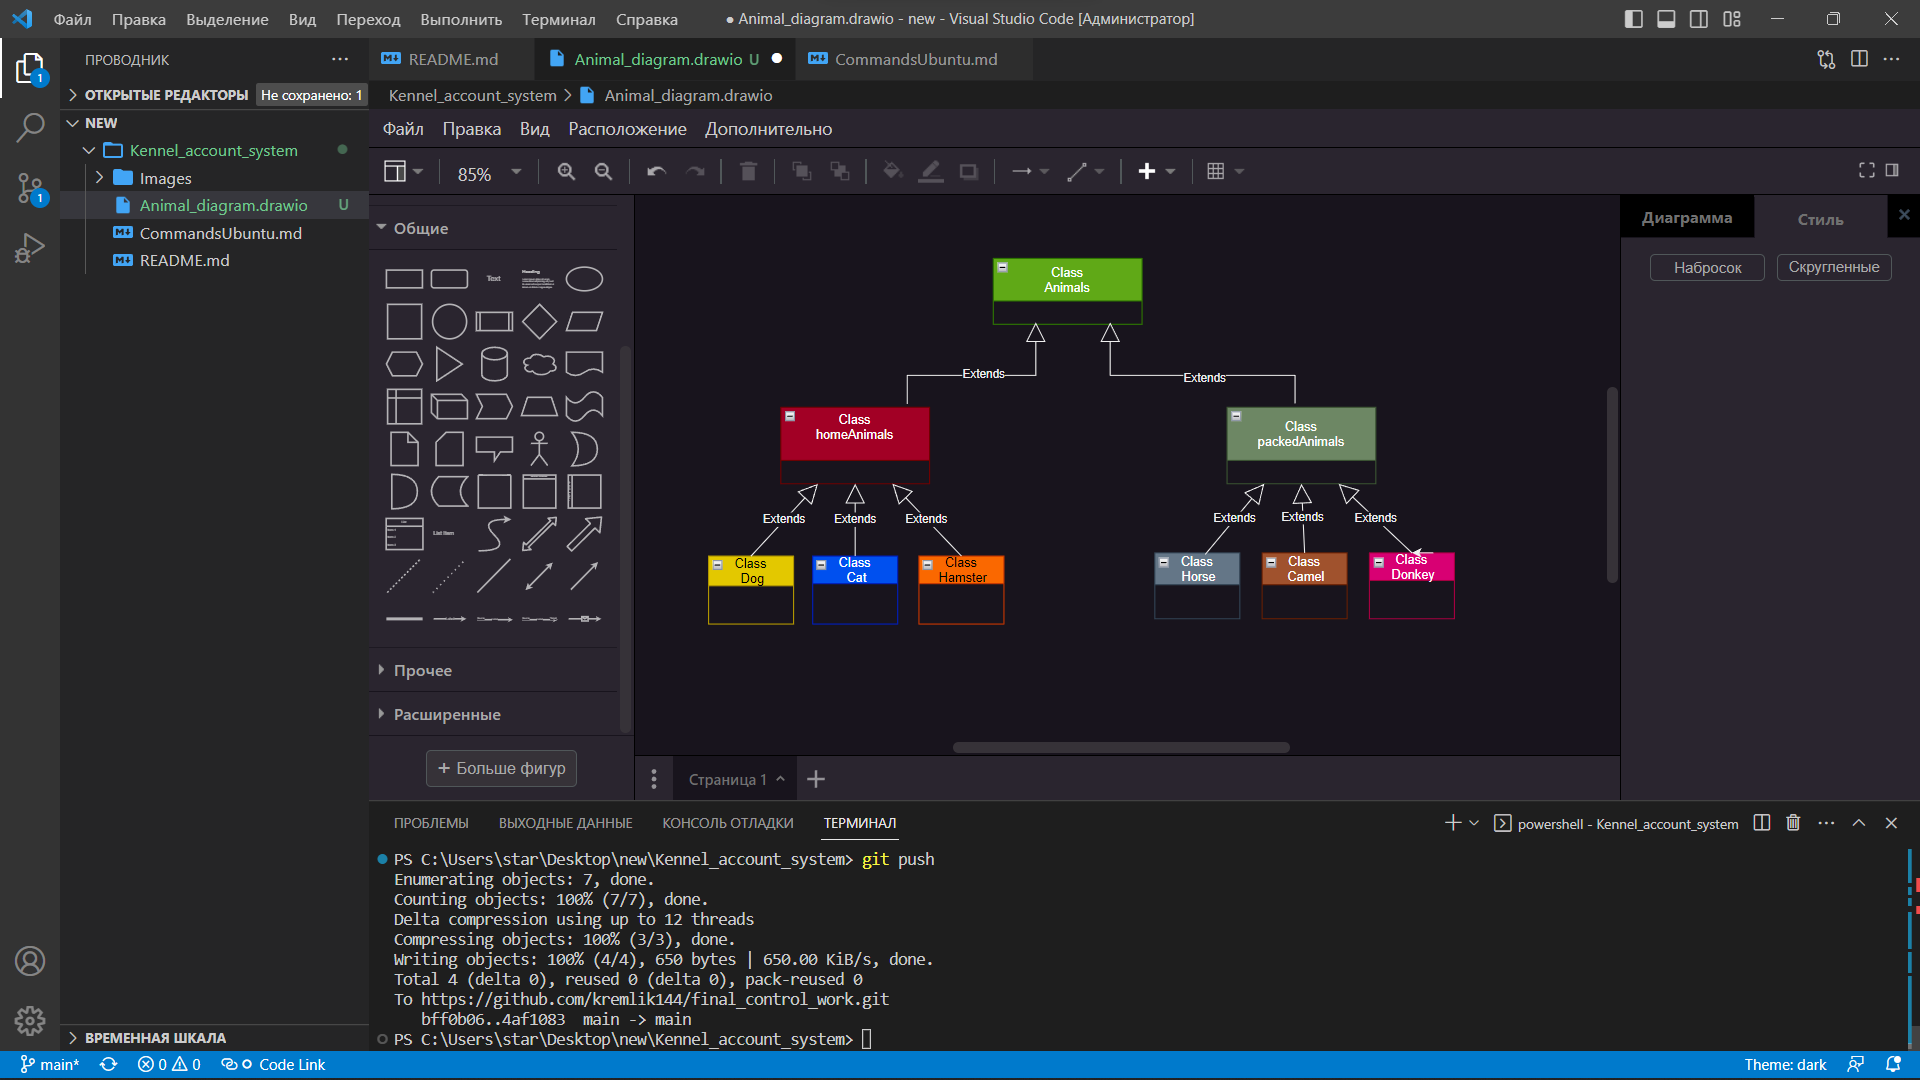 Файл Правка Выделение Вид Переход Выполнить Терминал Справка
● Animal_diagram.drawio - new - Visual Studio Code [Администратор]
ПРОВОДНИК
README.md
Animal_diagram.drawio U
CommandsUbuntu.md
ОТКРЫТЫЕ РЕДАКТОРЫ Не сохранено: 1
Kennel_account_system > Animal_diagram.drawio
NEW
Kennel_account_system
Images
Animal_diagram.drawio U
CommandsUbuntu.md
README.md
1
1
Файл Правка Вид Расположение Дополнительно
85%
Общие
Text
Heading
List Item
Прочее
Расширенные
+ Больше фигур
Class
Animals
Extends
Extends
Class
homeAnimals
Class
packedAnimals
Extends
Extends
Extends
Extends
Extends
Extends
Class
Dog
Class
Cat
Class
Hamster
Class
Horse
Class
Camel
Class
Donkey
Диаграмма
Стиль
Набросок
Скругленные
Страница 1
ПРОБЛЕМЫ ВЫХОДНЫЕ ДАННЫЕ КОНСОЛЬ ОТЛАДКИ ТЕРМИНАЛ
powershell - Kennel_account_system
PS C:\Users\star\Desktop\new\Kennel_account_system> git push
Enumerating objects: 7, done.
Counting objects: 100% (7/7), done.
Delta compression using up to 12 threads
Compressing objects: 100% (3/3), done.
Writing objects: 100% (4/4), 650 bytes | 650.00 KiB/s, done.
Total 4 (delta 0), reused 0 (delta 0), pack-reused 0
To https://github.com/kremlik144/final_control_work.git
bff0b06..4af1083 main -> main
PS C:\Users\star\Desktop\new\Kennel_account_system>
ВРЕМЕННАЯ ШКАЛА
main* 0 0 Code Link
Theme: dark